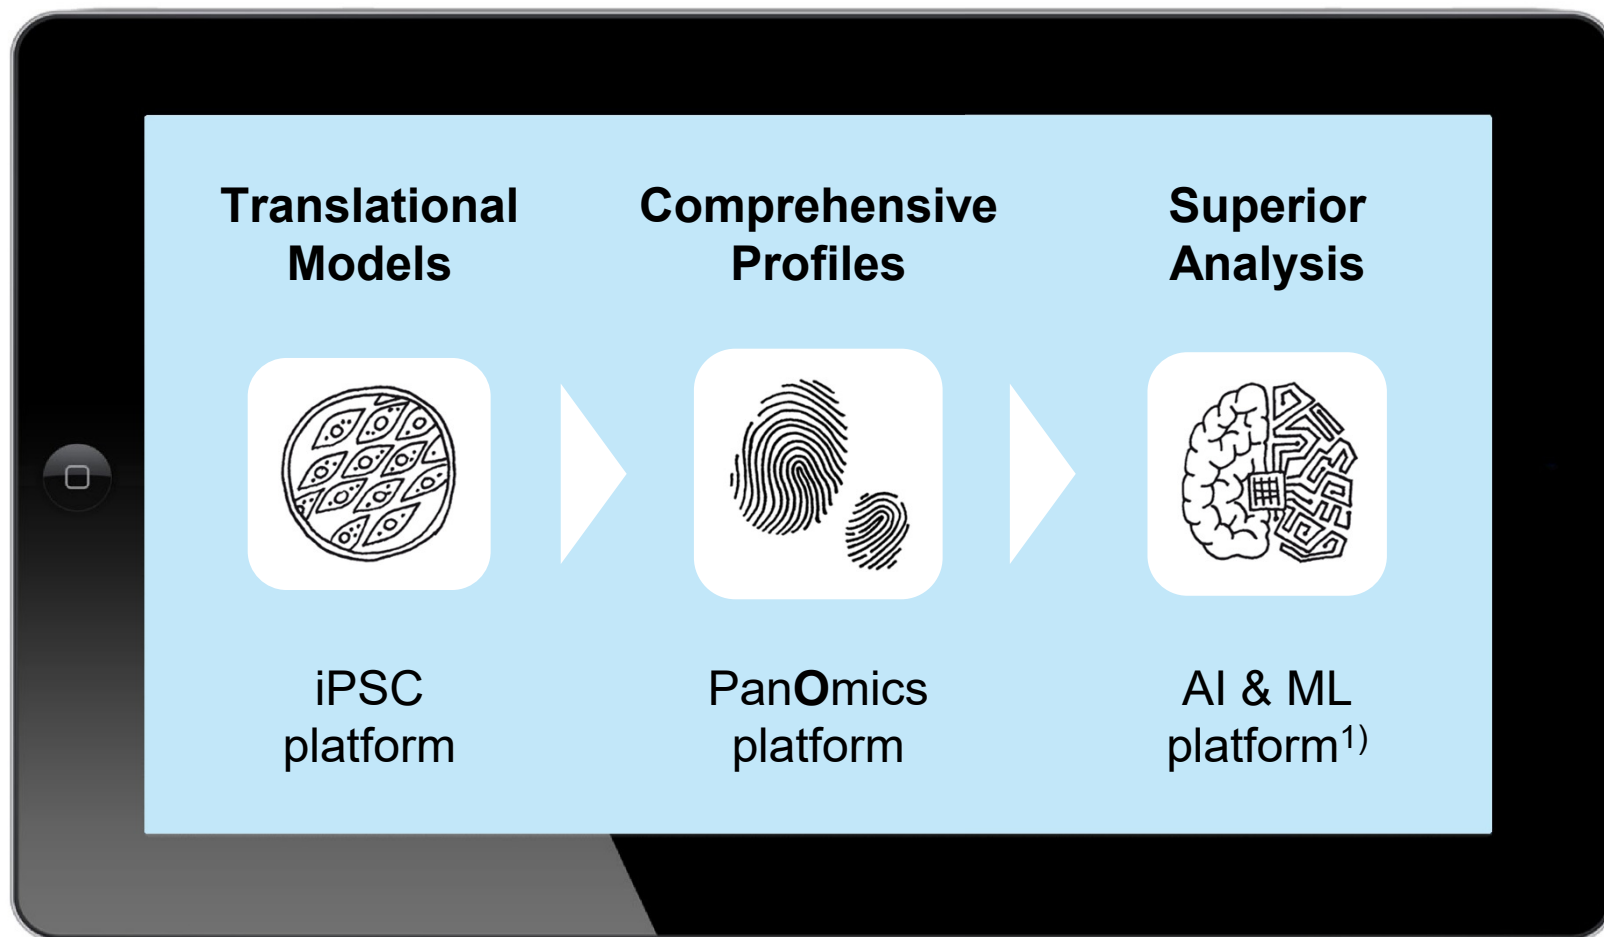 Translational
Models
Comprehensive
Profiles
Superior
Analysis
iPSC
platform
PanOmics
platform
AI & ML
platform1)